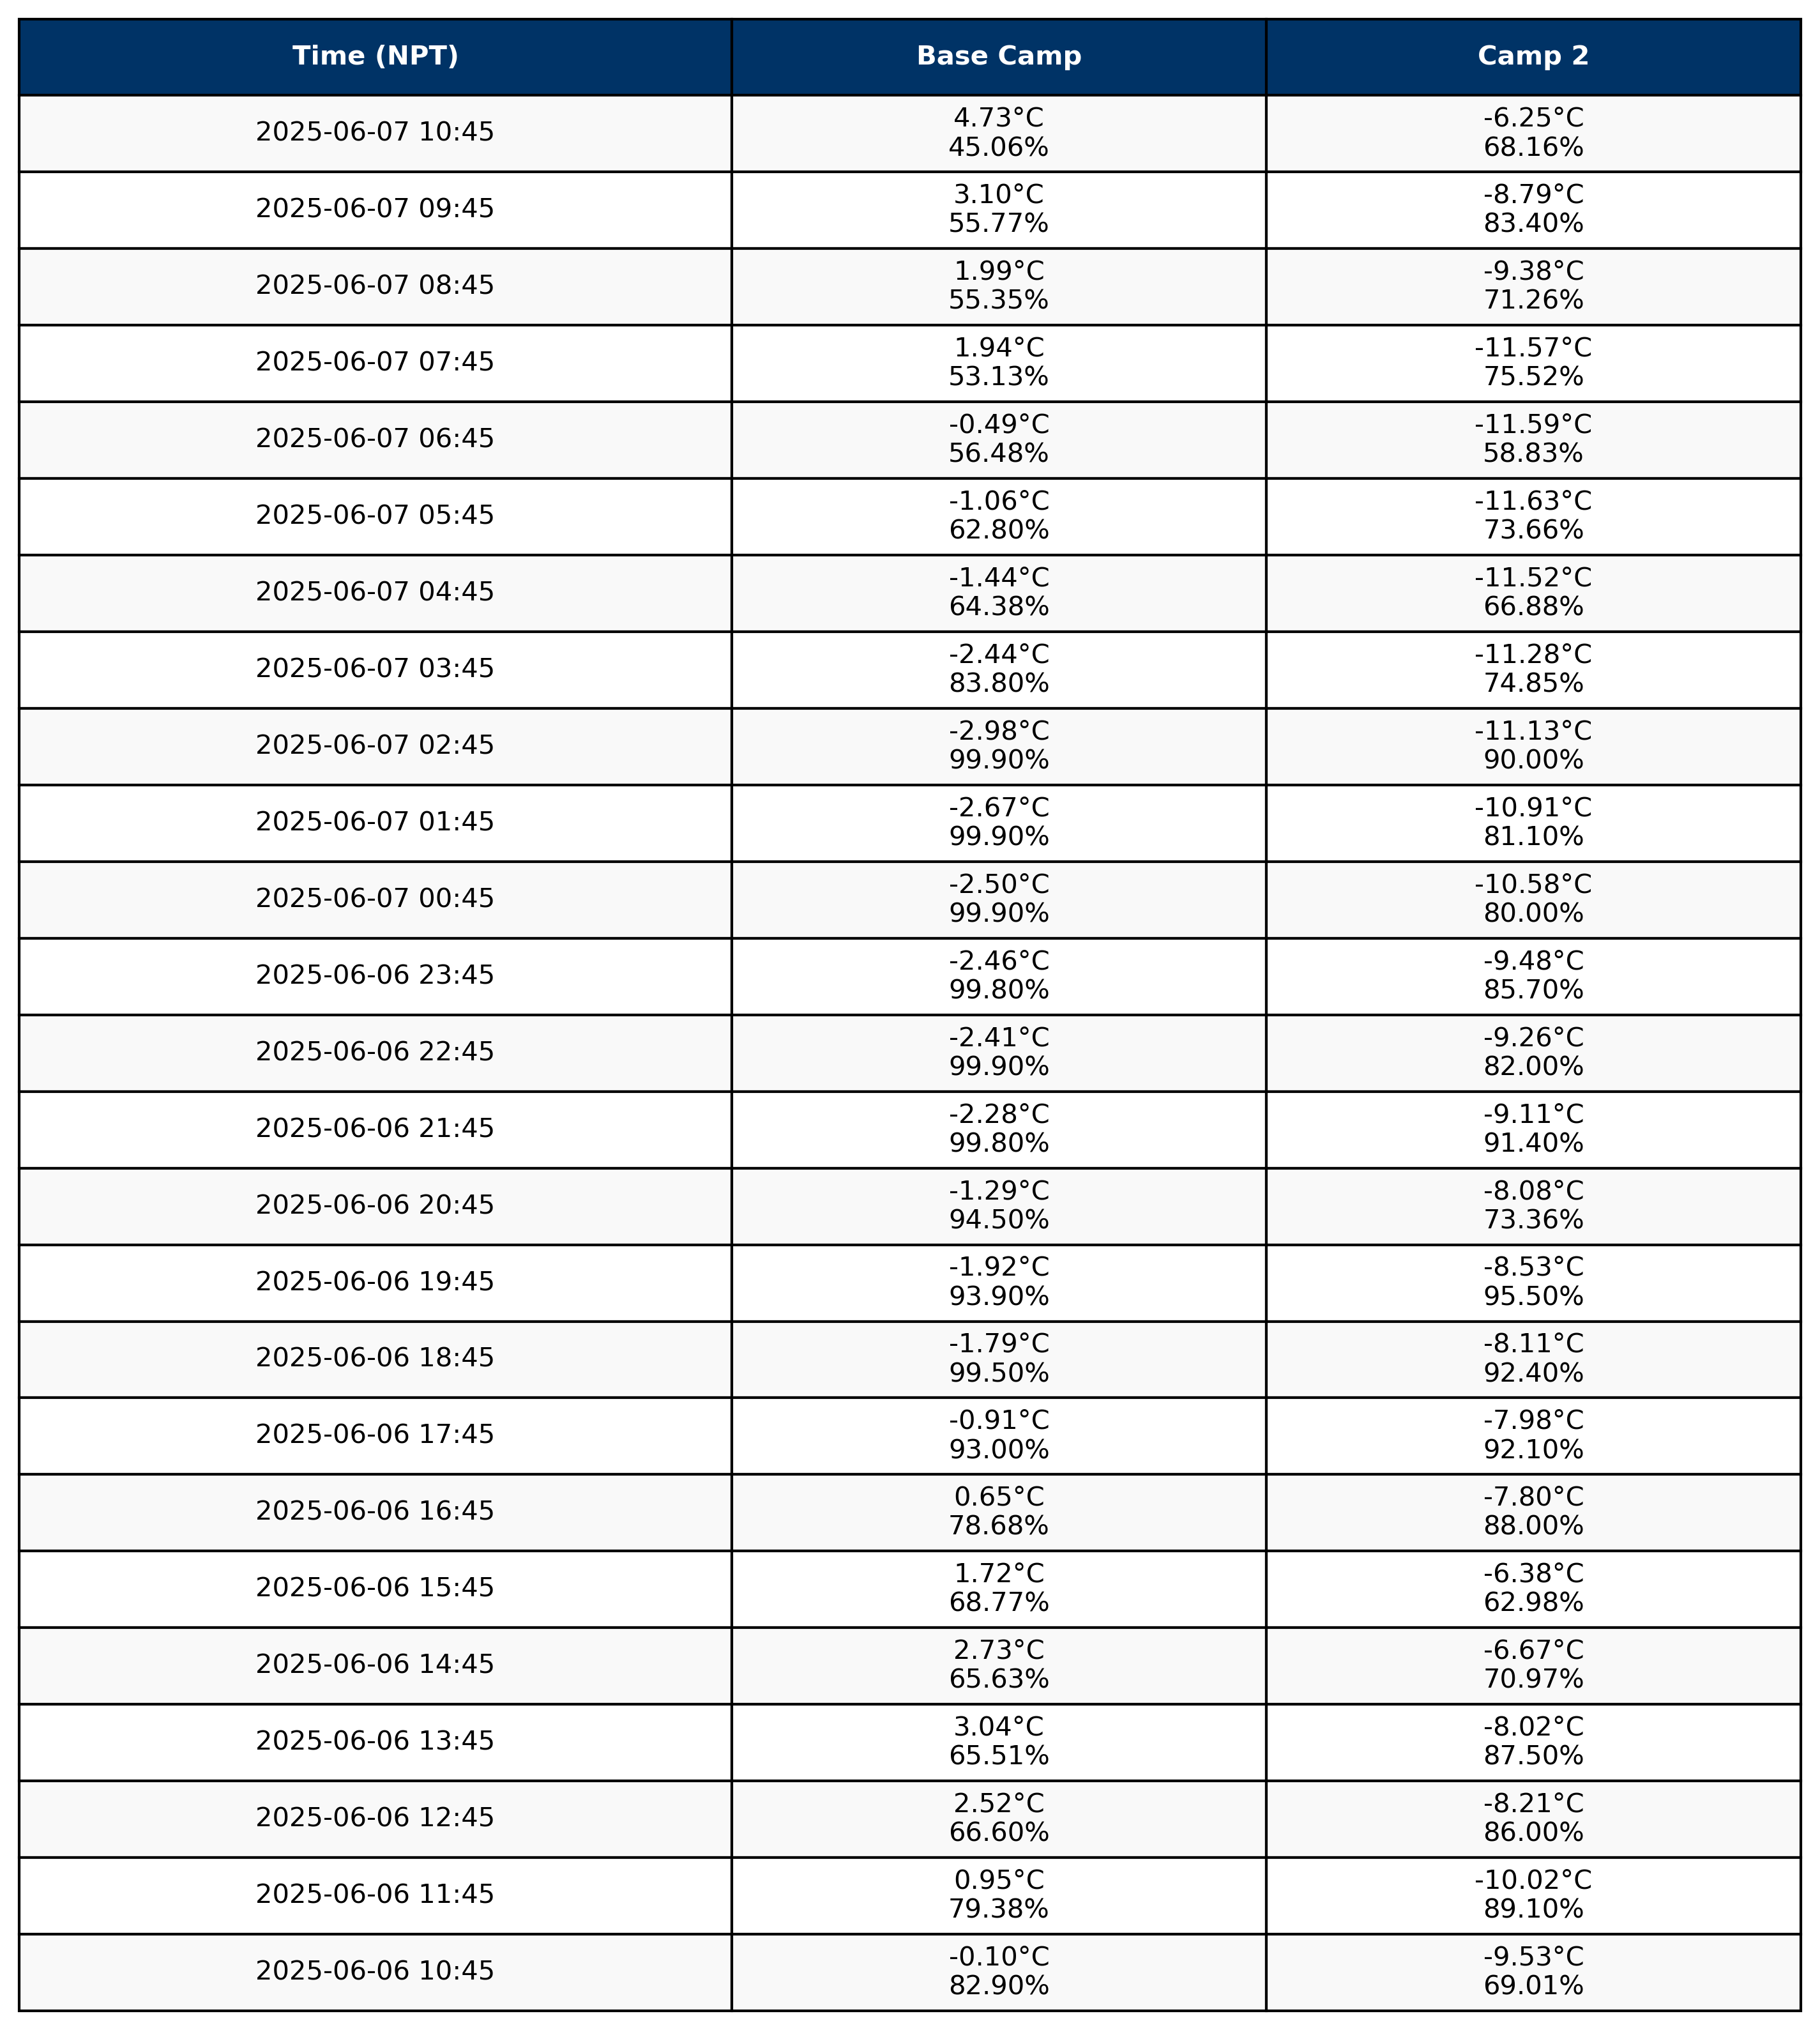 Time (NPT) Base Camp Camp 2
2025-06-07 10:45 4.73°C -6.25°C
45.06% 68.16%
2025-06-07 09:45 3.10°C -8.79°C
55.77% 83.40%
2025-06-07 08:45 1.99°C -9.38°C
55.35% 71.26%
2025-06-07 07:45 1.94°C -11.57°C
53.13% 75.52%
2025-06-07 06:45 -0.49°C -11.59°C
56.48% 58.83%
2025-06-07 05:45 -1.06°C -11.63°C
62.80% 73.66%
2025-06-07 04:45 -1.44°C -11.52°C
64.38% 66.88%
2025-06-07 03:45 -2.44°C -11.28°C
83.80% 74.85%
2025-06-07 02:45 -2.98°C -11.13°C
99.90% 90.00%
2025-06-07 01:45 -2.67°C -10.91°C
99.90% 81.10%
2025-06-07 00:45 -2.50°C -10.58°C
99.90% 80.00%
2025-06-06 23:45 -2.46°C -9.48°C
99.80% 85.70%
2025-06-06 22:45 -2.41°C -9.26°C
99.90% 82.00%
2025-06-06 21:45 -2.28°C -9.11°C
99.80% 91.40%
2025-06-06 20:45 -1.29°C -8.08°C
94.50% 73.36%
2025-06-06 19:45 -1.92°C -8.53°C
93.90% 95.50%
2025-06-06 18:45 -1.79°C -8.11°C
99.50% 92.40%
2025-06-06 17:45 -0.91°C -7.98°C
93.00% 92.10%
2025-06-06 16:45 0.65°C -7.80°C
78.68% 88.00%
2025-06-06 15:45 1.72°C -6.38°C
68.77% 62.98%
2025-06-06 14:45 2.73°C -6.67°C
65.63% 70.97%
2025-06-06 13:45 3.04°C -8.02°C
65.51% 87.50%
2025-06-06 12:45 2.52°C -8.21°C
66.60% 86.00%
2025-06-06 11:45 0.95°C -10.02°C
79.38% 89.10%
2025-06-06 10:45 -0.10°C -9.53°C
82.90% 69.01%